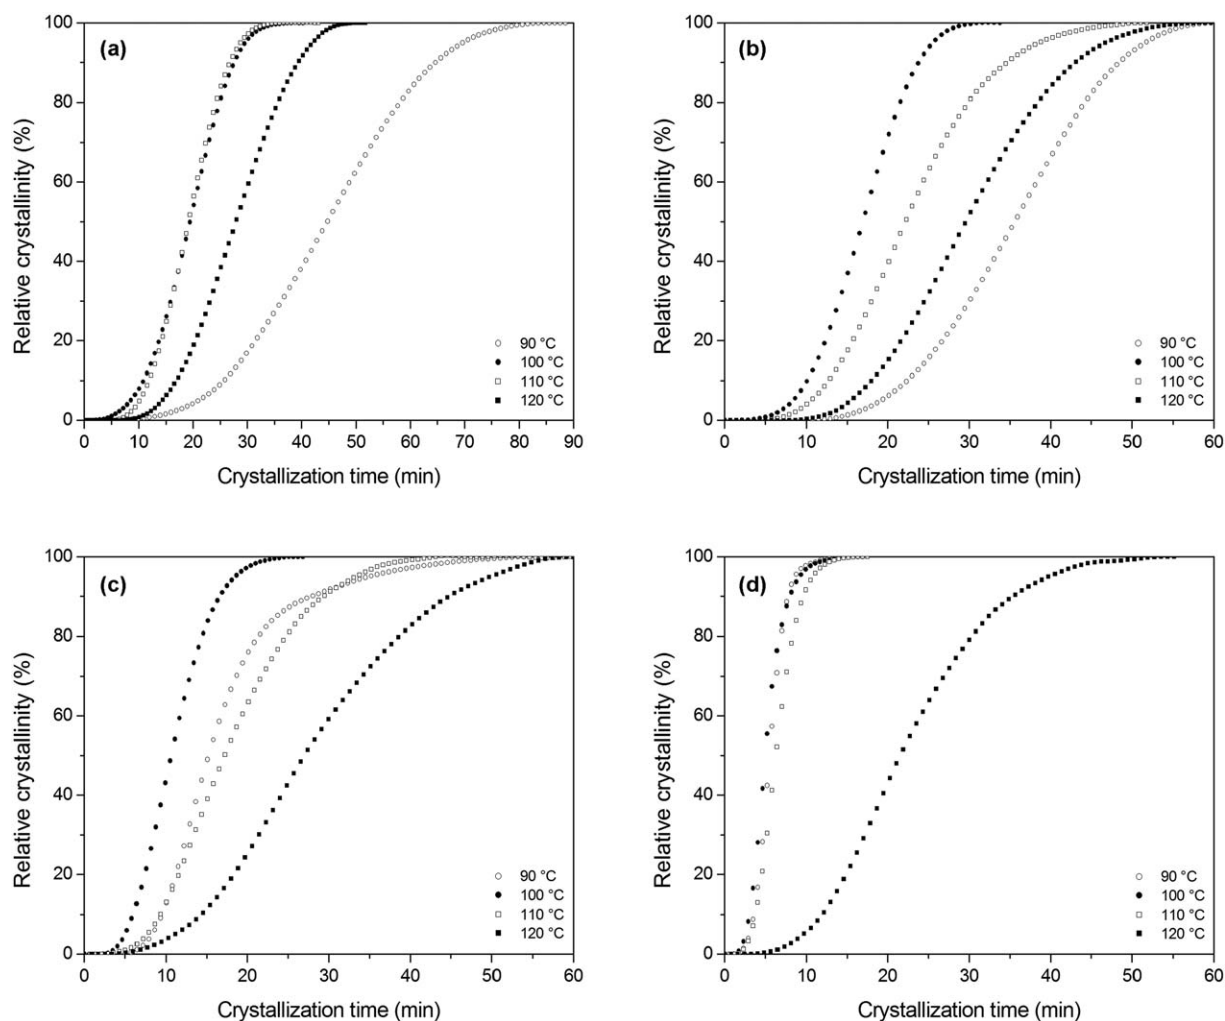 (a)
Relative crystallinity (%)
100
80
60
40
20
0
90 °C
100 °C
110 °C
120 °C
0 10 20 30 40 50 60 70 80 90
Crystallization time (min)
(b)
Relative crystallinity (%)
100
80
60
40
20
0
90 °C
100 °C
110 °C
120 °C
0 10 20 30 40 50 60
Crystallization time (min)
(c)
Relative crystallinity (%)
100
80
60
40
20
0
90 °C
100 °C
110 °C
120 °C
0 10 20 30 40 50 60
Crystallization time (min)
(d)
Relative crystallinity (%)
100
80
60
40
20
0
90 °C
100 °C
110 °C
120 °C
0 10 20 30 40 50 60
Crystallization time (min)